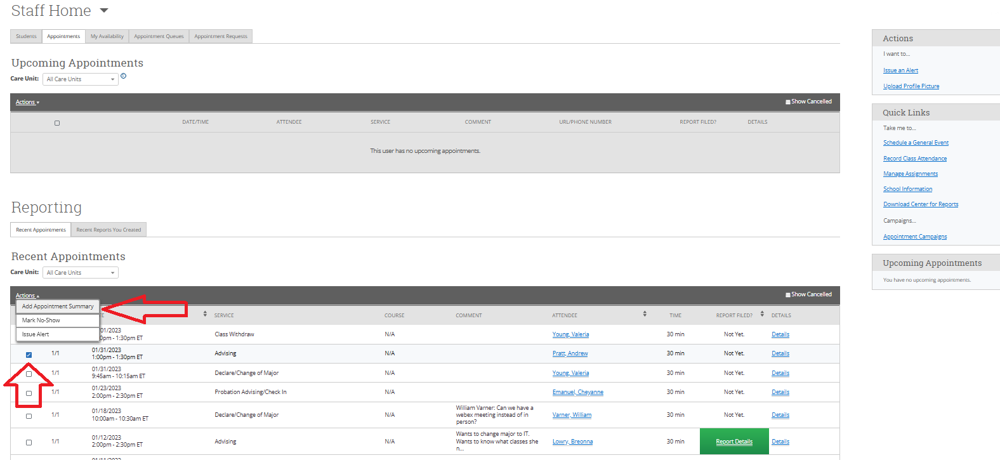 Staff Home
Students Appointments My Availability Appointment Queues Appointment Requests
Upcoming Appointments
Care Unit: All Care Units
Actions Show Cancelled
DATE/TIME ATTENDEE SERVICE COMMENT URL/PHONE NUMBER REPORT FILED? DETAILS
This user has no upcoming appointments.
Reporting
Recent Appointments Recent Reports You Created
Recent Appointments
Care Unit: All Care Units
Actions Show Cancelled
Add Appointment Summary
Mark No-Show
Issue Alert
SERVICE COURSE COMMENT ATTENDEE TIME REPORT FILED? DETAILS
01/2023
pm - 1:30pm ET Class Withdraw N/A Young, Valeria 30 min Not Yet. Details
1/1 01/31/2023
1:00pm - 1:30pm ET Advising N/A Pratt, Andrew 30 min Not Yet. Details
1/1 01/31/2023
9:45am - 10:15am ET Declare/Change of Major N/A Young, Valeria 30 min Not Yet. Details
1/1 01/23/2023
2:00pm - 2:30pm ET Probation Advising/Check In N/A Emanuel, Cheyanne 30 min Not Yet. Details
1/1 01/18/2023
10:00am - 10:30am ET Declare/Change of Major N/A William Varner: Can we have a
webex meeting instead of in
person? Varner, William 30 min Not Yet. Details
1/1 01/12/2023
2:00pm - 2:30pm ET Advising N/A Wants to change major to IT.
Wants to know what classes she
n... Lowry, Breonna 30 min Report Details Details
Actions
I want to...
Issue an Alert
Upload Profile Picture
Quick Links
Take me to...
Schedule a General Event
Record Class Attendance
Manage Assignments
School Information
Download Center for Reports
Campaigns...
Appointment Campaigns
Upcoming Appointments
You have no upcoming appointments.